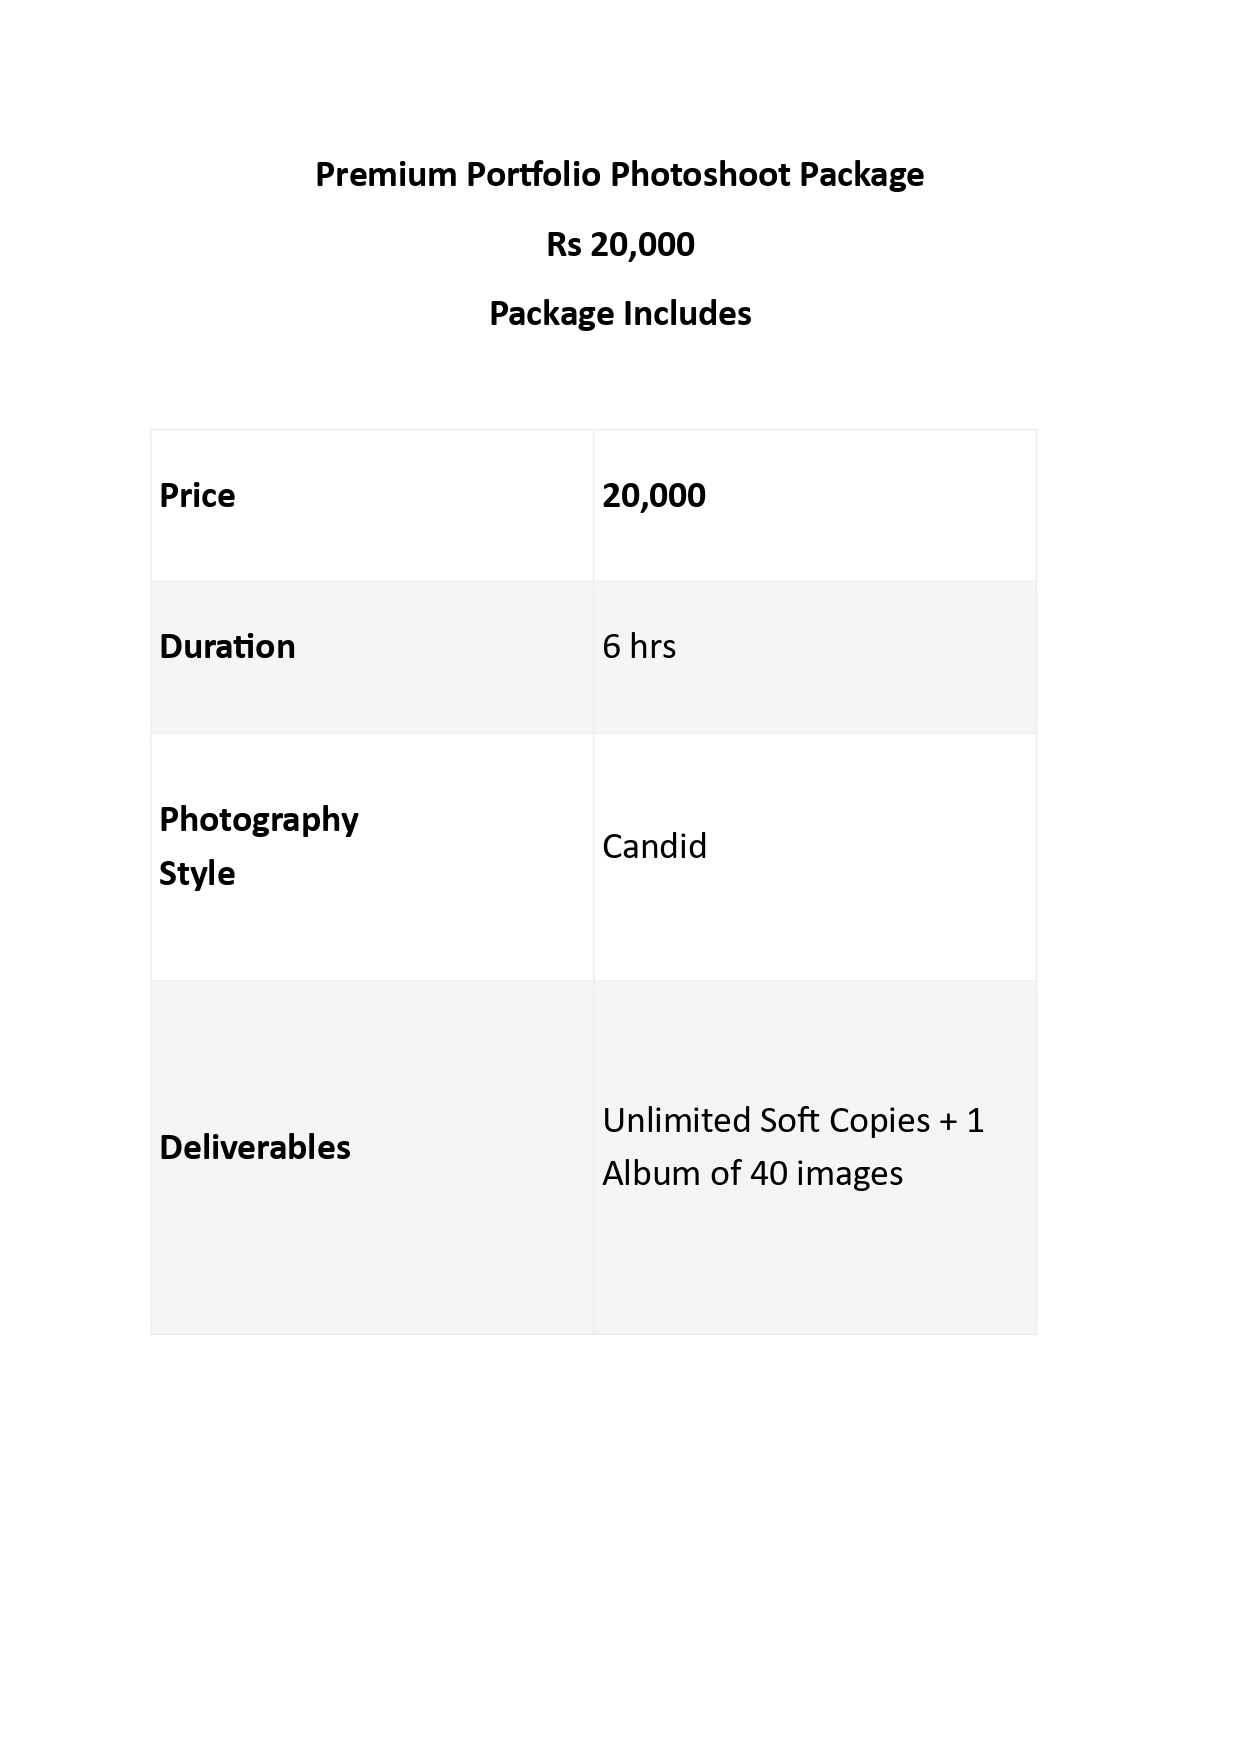 Premium Portfolio Photoshoot Package
Rs 20,000
Package Includes
Price
20,000
Duration
6 hrs
Photography
Style
Candid
Deliverables
Unlimited Soft Copies + 1
Album of 40 images